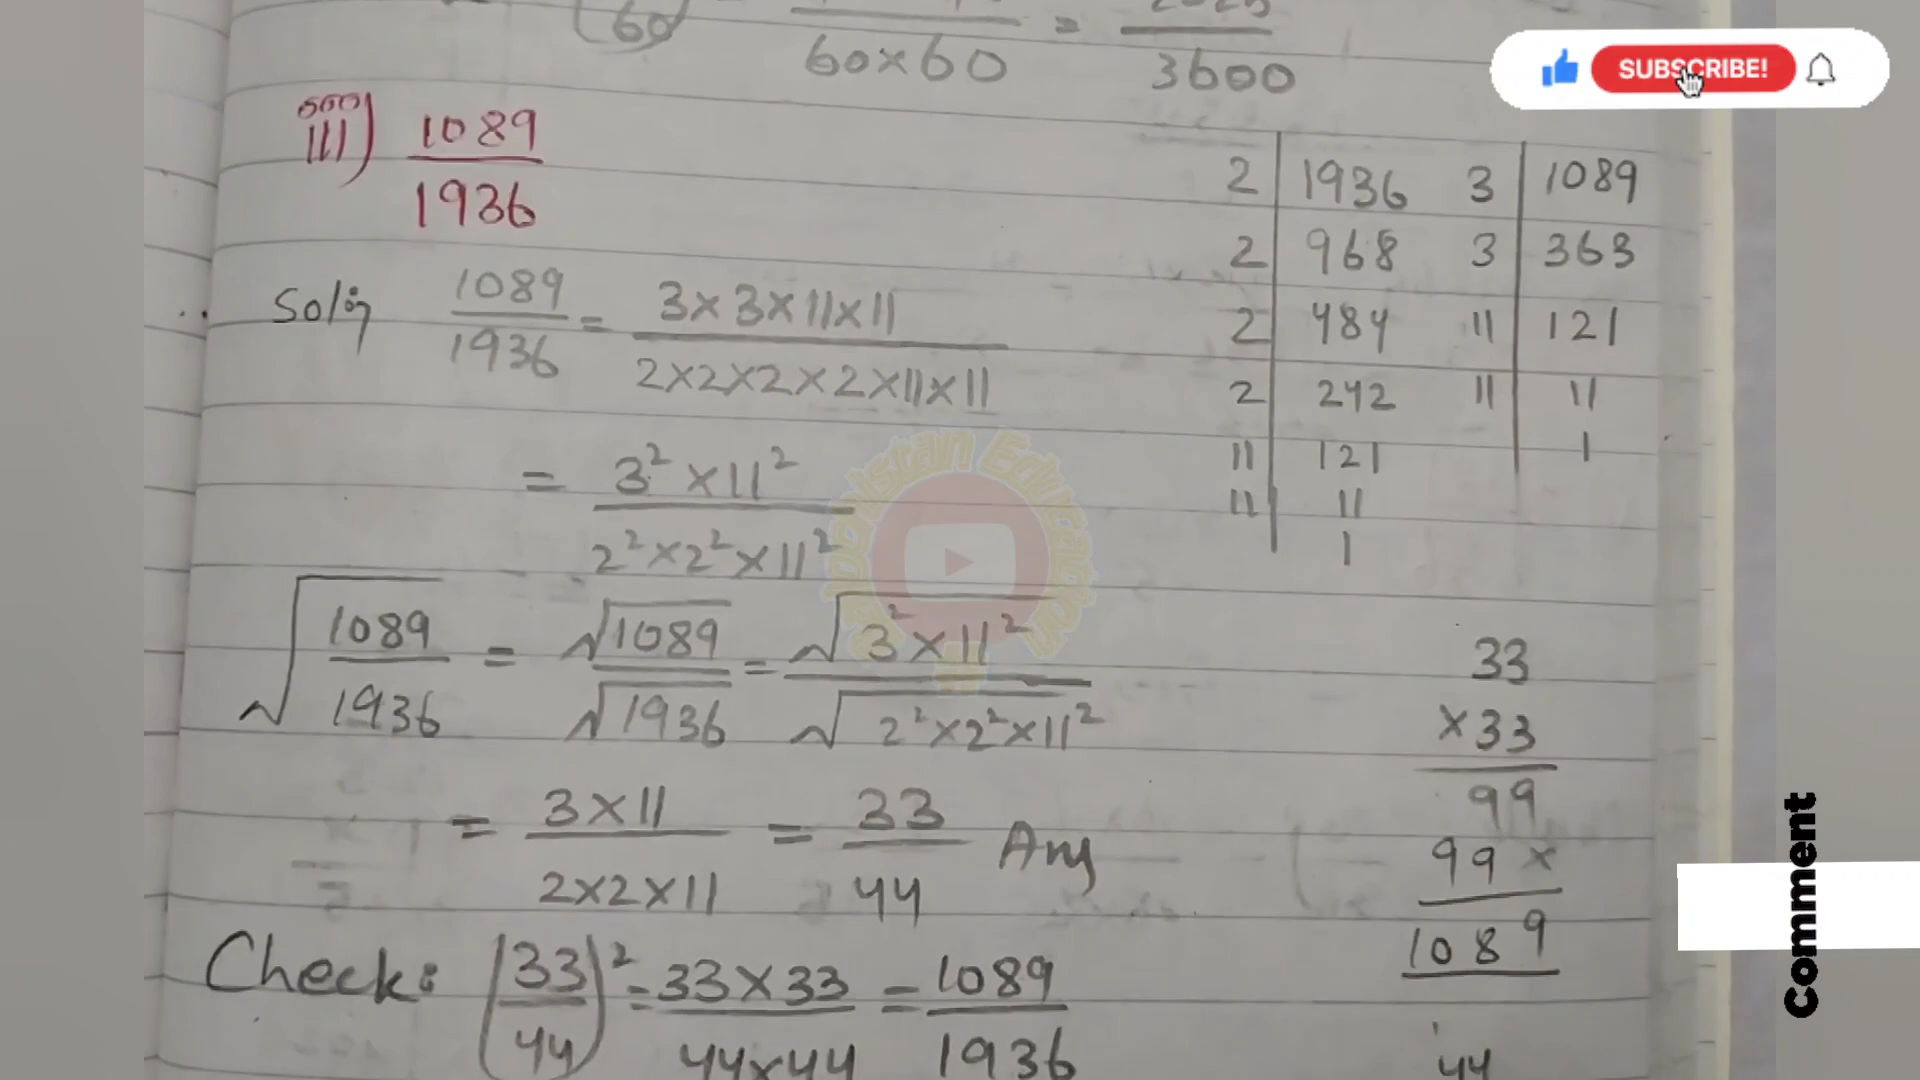 (60) = 60×60 = 3600
SUBSCRIBE!
iii) 1089/1936
Sol: 1089/1936 = 3×3×11×11 / 2×2×2×2×11×11
= 3²×11² / 2²×2²×11²
√1089/1936 = √1089/√1936 = √3²×11² / √2²×2²×11²
= 3×11 / 2×2×11 = 33/44 Ans
Check: (33/44)² = 33×33 / 44×44 = 1089/1936
2 | 1936
2 | 968
2 | 484
2 | 242
11 | 121
11 | 11
1
3 | 1089
3 | 363
11 | 121
11 | 11
1
33
×33
99
99×
1089
44
Pakistan Education
Comment